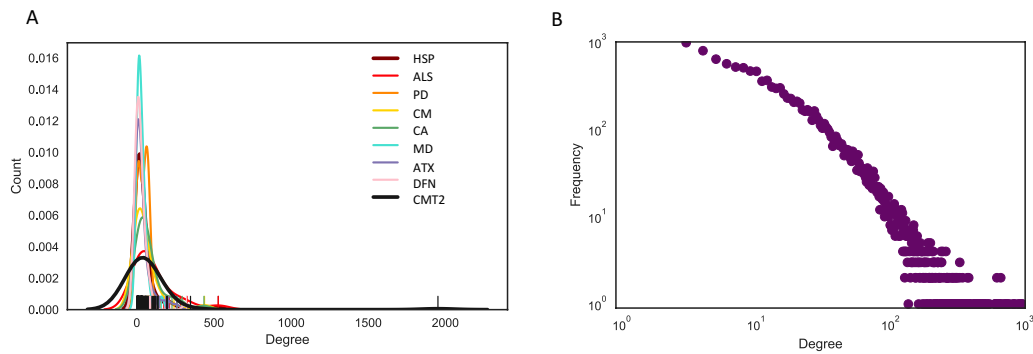 A
B
0.016
0.014
0.012
0.010
0.008
0.006
0.004
0.002
0.000
Count
HSP
ALS
PD
CM
CA
MD
ATX
DFN
CMT2
0 500 1000 1500 2000
Degree
10³
10²
10¹
10⁰
Frequency
10⁰ 10¹ 10² 10³
Degree